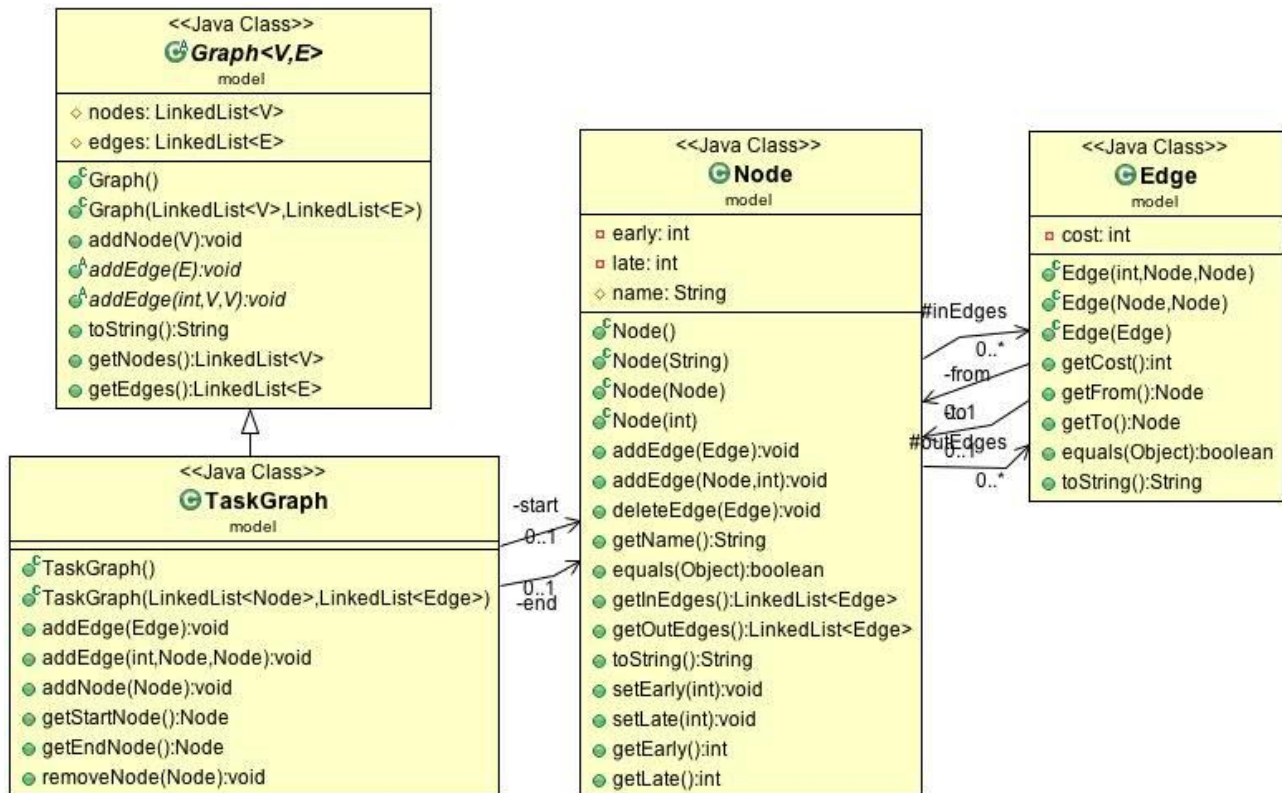 <<Java Class>>
Graph<V,E>
model
nodes: LinkedList<V>
edges: LinkedList<E>
Graph()
Graph(LinkedList<V>,LinkedList<E>)
addNode(V):void
addEdge(E):void
addEdge(int,V,V):void
toString():String
getNodes():LinkedList<V>
getEdges():LinkedList<E>
<<Java Class>>
TaskGraph
model
TaskGraph()
TaskGraph(LinkedList<Node>,LinkedList<Edge>)
addEdge(Edge):void
addEdge(int,Node,Node):void
addNode(Node):void
getStartNode():Node
getEndNode():Node
removeNode(Node):void
-start
0..1
0..1
-end
<<Java Class>>
Node
model
early: int
late: int
name: String
Node()
Node(String)
Node(Node)
Node(int)
addEdge(Edge):void
addEdge(Node,int):void
deleteEdge(Edge):void
getName():String
equals(Object):boolean
getInEdges():LinkedList<Edge>
getOutEdges():LinkedList<Edge>
toString():String
setEarly(int):void
setLate(int):void
getEarly():int
getLate():int
#inEdges
0..*
-from
#outEdges
0..1
0..*
<<Java Class>>
Edge
model
cost: int
Edge(int,Node,Node)
Edge(Node,Node)
Edge(Edge)
getCost():int
getFrom():Node
getTo():Node
equals(Object):boolean
toString():String